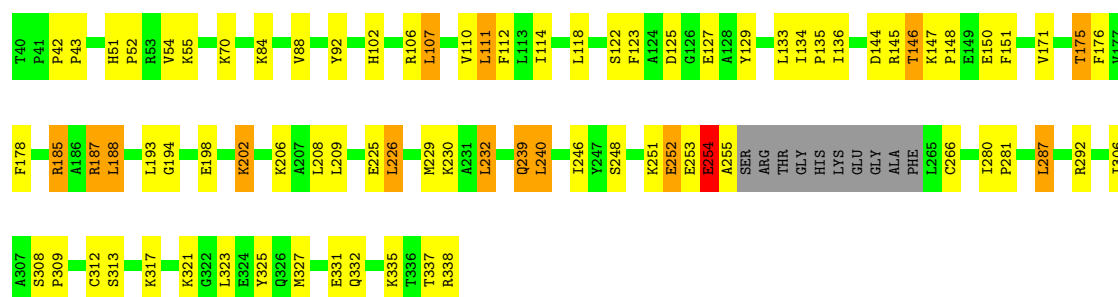 T40 P41 P42 P43 H51 P52 R53 V54 K55 K70 K84 V88 Y92 H102 R106 L107 V110 L111 F112 L113 I114 L118 S122 F123 A124 D125 G126 E127 A128 Y129 L133 I134 P135 I136 D144 R145 T146 K147 P148 E149 E150 F151 V171 T175 F176 V177
F178 R185 A186 R187 L188 L193 G194 E198 K202 K206 A207 L208 L209 E225 L226 M229 K230 A231 L232 Q239 L240 I246 Y247 S248 K251 E252 E253 E254 A255 SER ARG THR GLY HIS LYS GLU GLY ALA PHE L265 C266 I280 P281 L287 R292
A307 S308 P309 C312 S313 K317 K321 G322 L323 E324 Y325 Q326 M327 E331 Q332 K335 T336 T337 R338